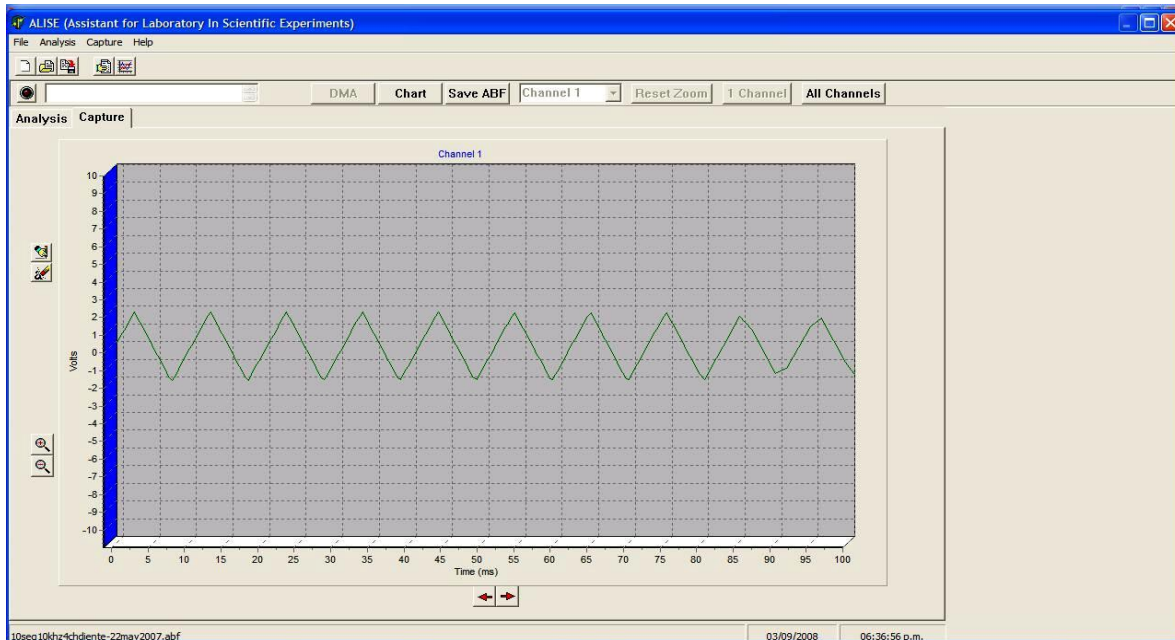 ALISE (Assistant for Laboratory In Scientific Experiments)
File Analysis Capture Help
DMA Chart Save ABF Channel 1 Reset Zoom 1 Channel All Channels
Analysis Capture
Channel 1
10
9
8
7
6
5
4
3
2
1
0
-1
-2
-3
-4
-5
-6
-7
-8
-9
-10
Volts
0 5 10 15 20 25 30 35 40 45 50 55 60 65 70 75 80 85 90 95 100
Time (ms)
10seg10khz4chdiente-22may2007.abf 03/09/2008 06:36:56 p.m.